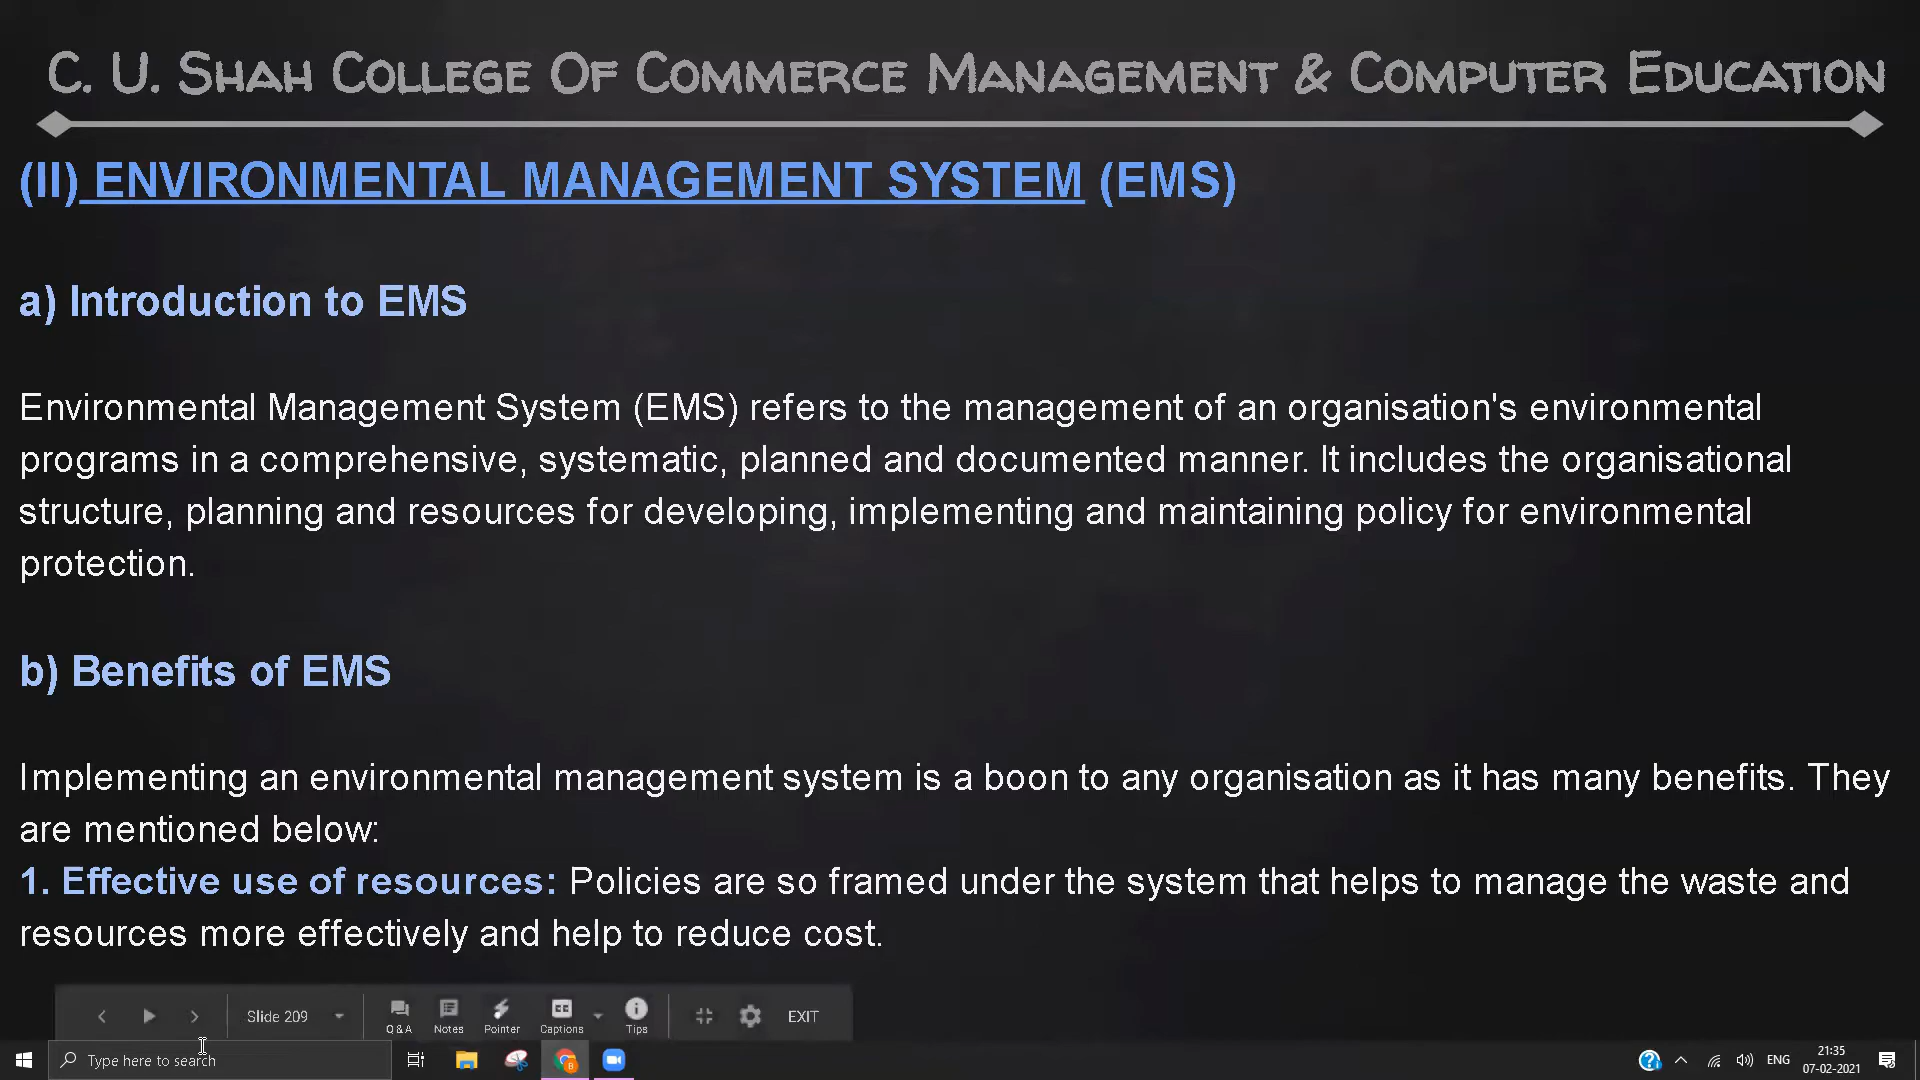 C. U. Shah College Of Commerce Management & Computer Education
(II) ENVIRONMENTAL MANAGEMENT SYSTEM (EMS)
a) Introduction to EMS
Environmental Management System (EMS) refers to the management of an organisation's environmental
programs in a comprehensive, systematic, planned and documented manner. It includes the organisational
structure, planning and resources for developing, implementing and maintaining policy for environmental
protection.
b) Benefits of EMS
Implementing an environmental management system is a boon to any organisation as it has many benefits. They
are mentioned below:
1. Effective use of resources: Policies are so framed under the system that helps to manage the waste and
resources more effectively and help to reduce cost.
Slide 209
Q & A
Notes
Pointer
CC
Captions
Tips
EXIT
Type here to search
ENG
21:35
07-02-2021